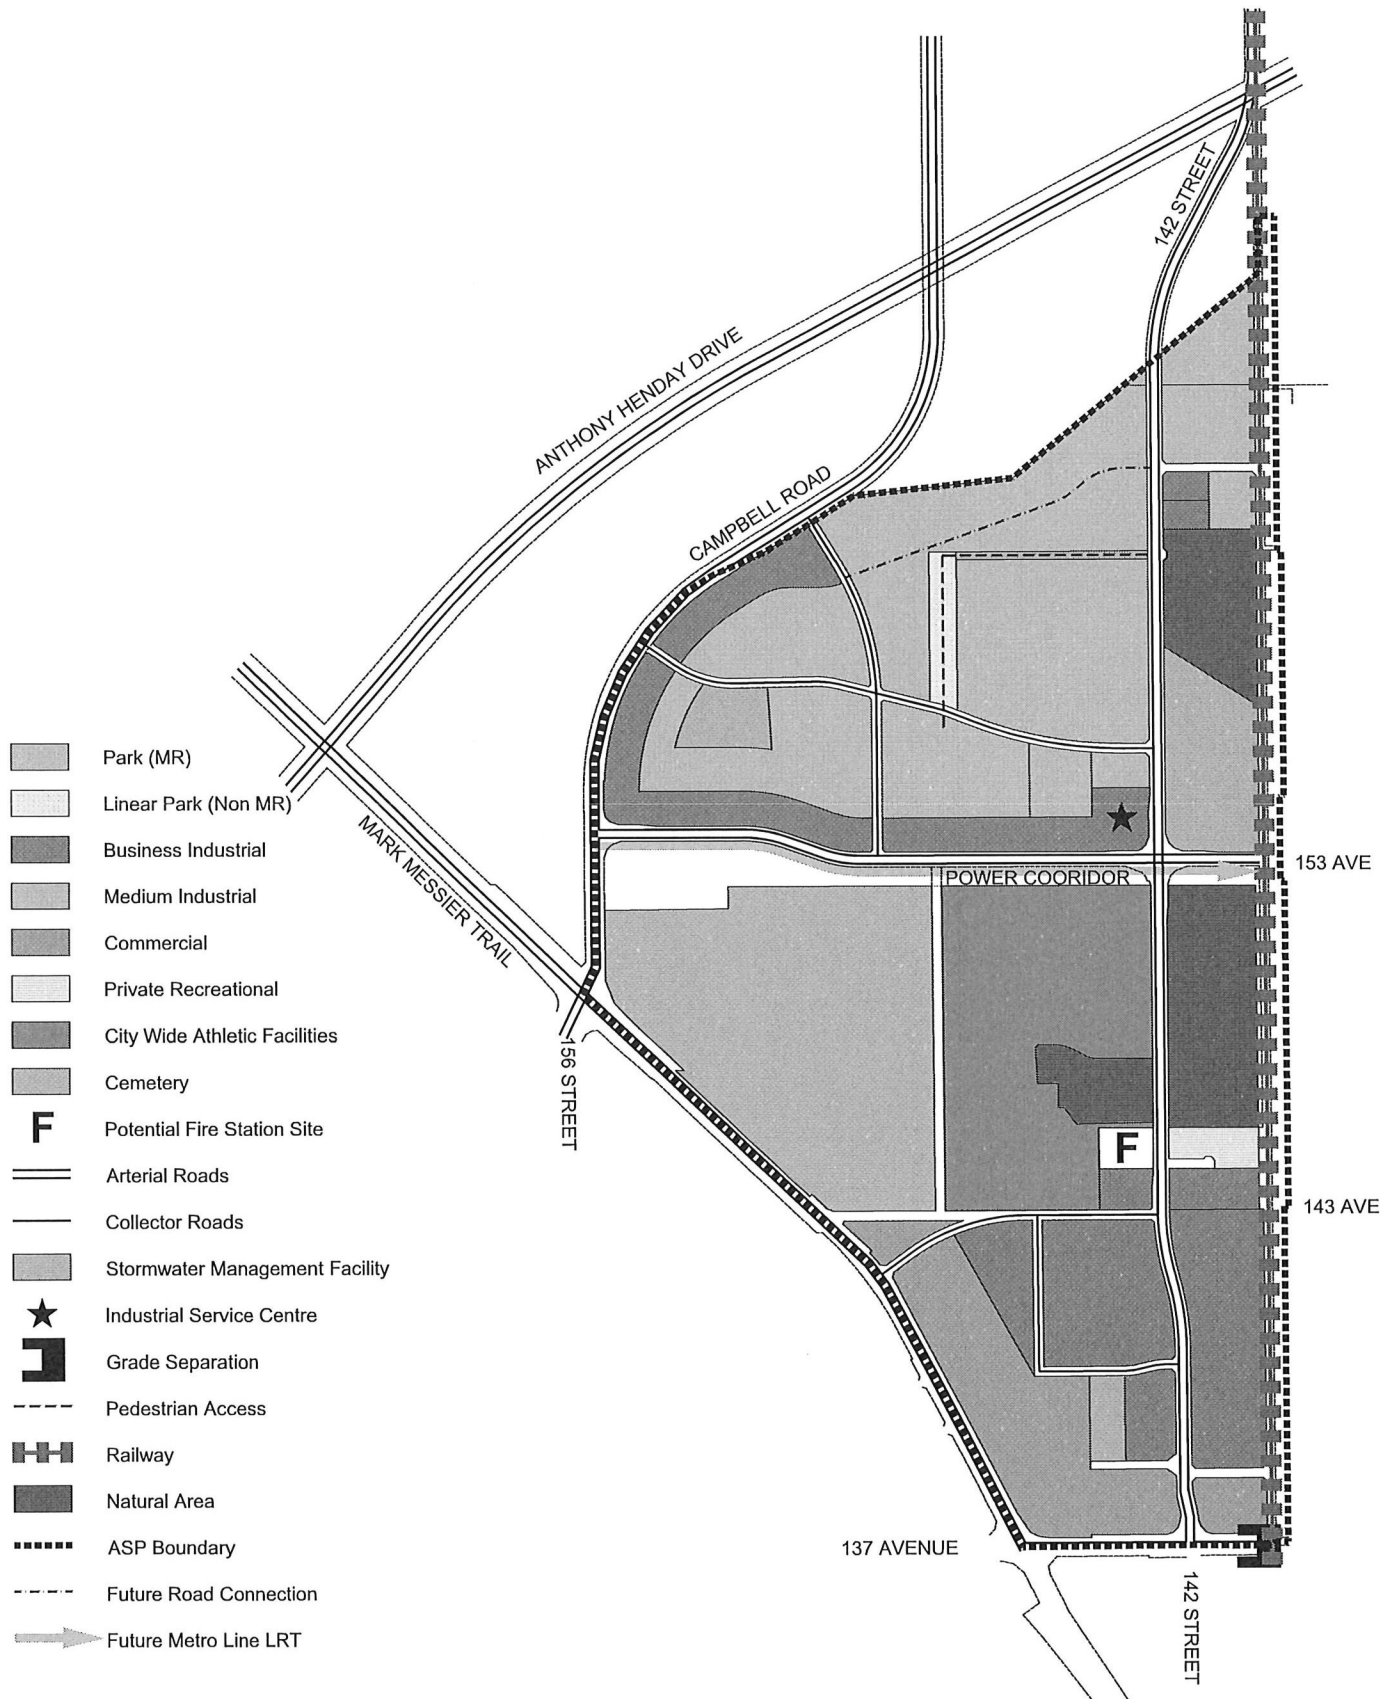 142 STREET
ANTHONY HENDAY DRIVE
CAMPBELL ROAD
MARK MESSIER TRAIL
153 AVE
POWER COORIDOR
156 STREET
F
143 AVE
137 AVENUE
142 STREET
Park (MR)
Linear Park (Non MR)
Business Industrial
Medium Industrial
Commercial
Private Recreational
City Wide Athletic Facilities
Cemetery
F Potential Fire Station Site
Arterial Roads
Collector Roads
Stormwater Management Facility
Industrial Service Centre
Grade Separation
Pedestrian Access
Railway
Natural Area
ASP Boundary
Future Road Connection
Future Metro Line LRT